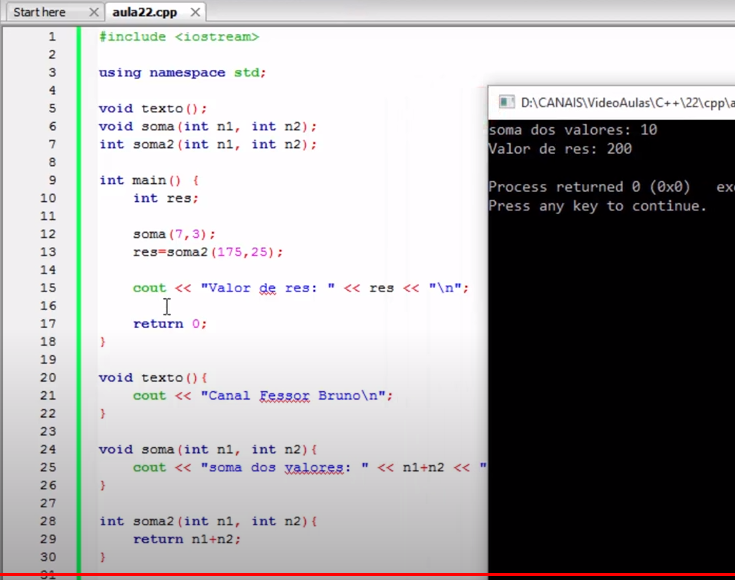 Start here
aula22.cpp
1 #include <iostream>
2
3 using namespace std;
4
5 void texto();
6 void soma(int n1, int n2);
7 int soma2(int n1, int n2);
8
9 int main() {
10 int res;
11
12 soma(7,3);
13 res=soma2(175,25);
14
15 cout << "Valor de res: " << res << "\n";
16
17 return 0;
18 }
19
20 void texto(){
21 cout << "Canal Fessor Bruno\n";
22 }
23
24 void soma(int n1, int n2){
25 cout << "soma dos valores: " << n1+n2 << "
26 }
27
28 int soma2(int n1, int n2){
29 return n1+n2;
30 }
31
D:\CANAIS\VideoAulas\C++\22\cpp\a
soma dos valores: 10
Valor de res: 200
Process returned 0 (0x0) exe
Press any key to continue.